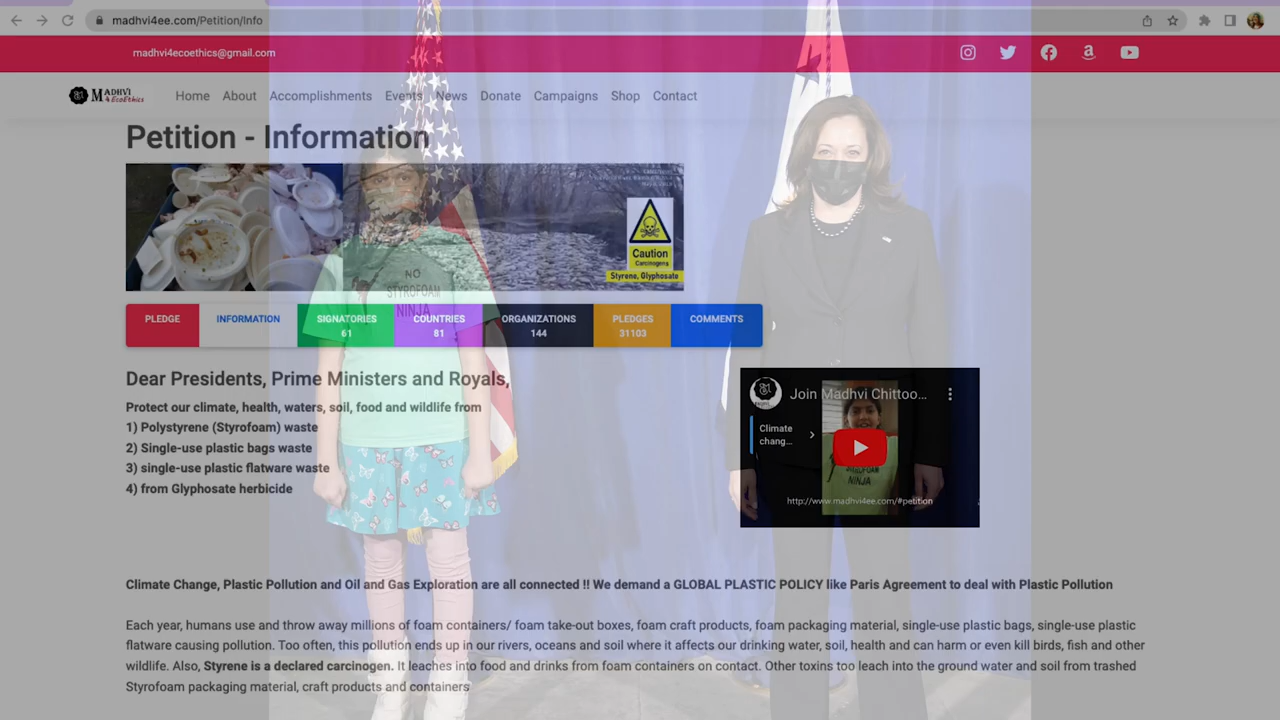 madhvi4ee.com/Petition/Info
madhvi4ecoethics@gmail.com
MADHVI
4 EcoEthics
Home About Accomplishments Events News Donate Campaigns Shop Contact
Petition - Information
Caution
Carcinogens
Styrene, Glyphosate
NO
STYROFOAM
NINJA
PLEDGE
INFORMATION
SIGNATORIES
61
COUNTRIES
81
ORGANIZATIONS
144
PLEDGES
31103
COMMENTS
Dear Presidents, Prime Ministers and Royals,
Protect our climate, health, waters, soil, food and wildlife from
1) Polystyrene (Styrofoam) waste
2) Single-use plastic bags waste
3) single-use plastic flatware waste
4) from Glyphosate herbicide
Join Madhvi Chittoo...
Climate
chang...
STYROFOAM
NINJA
http://www.madhvi4ee.com/#petition
Climate Change, Plastic Pollution and Oil and Gas Exploration are all connected !! We demand a GLOBAL PLASTIC POLICY like Paris Agreement to deal with Plastic Pollution
Each year, humans use and throw away millions of foam containers/ foam take-out boxes, foam craft products, foam packaging material, single-use plastic bags, single-use plastic
flatware causing pollution. Too often, this pollution ends up in our rivers, oceans and soil where it affects our drinking water, soil, health and can harm or even kill birds, fish and other
wildlife. Also, Styrene is a declared carcinogen. It leaches into food and drinks from foam containers on contact. Other toxins too leach into the ground water and soil from trashed
Styrofoam packaging material, craft products and containers